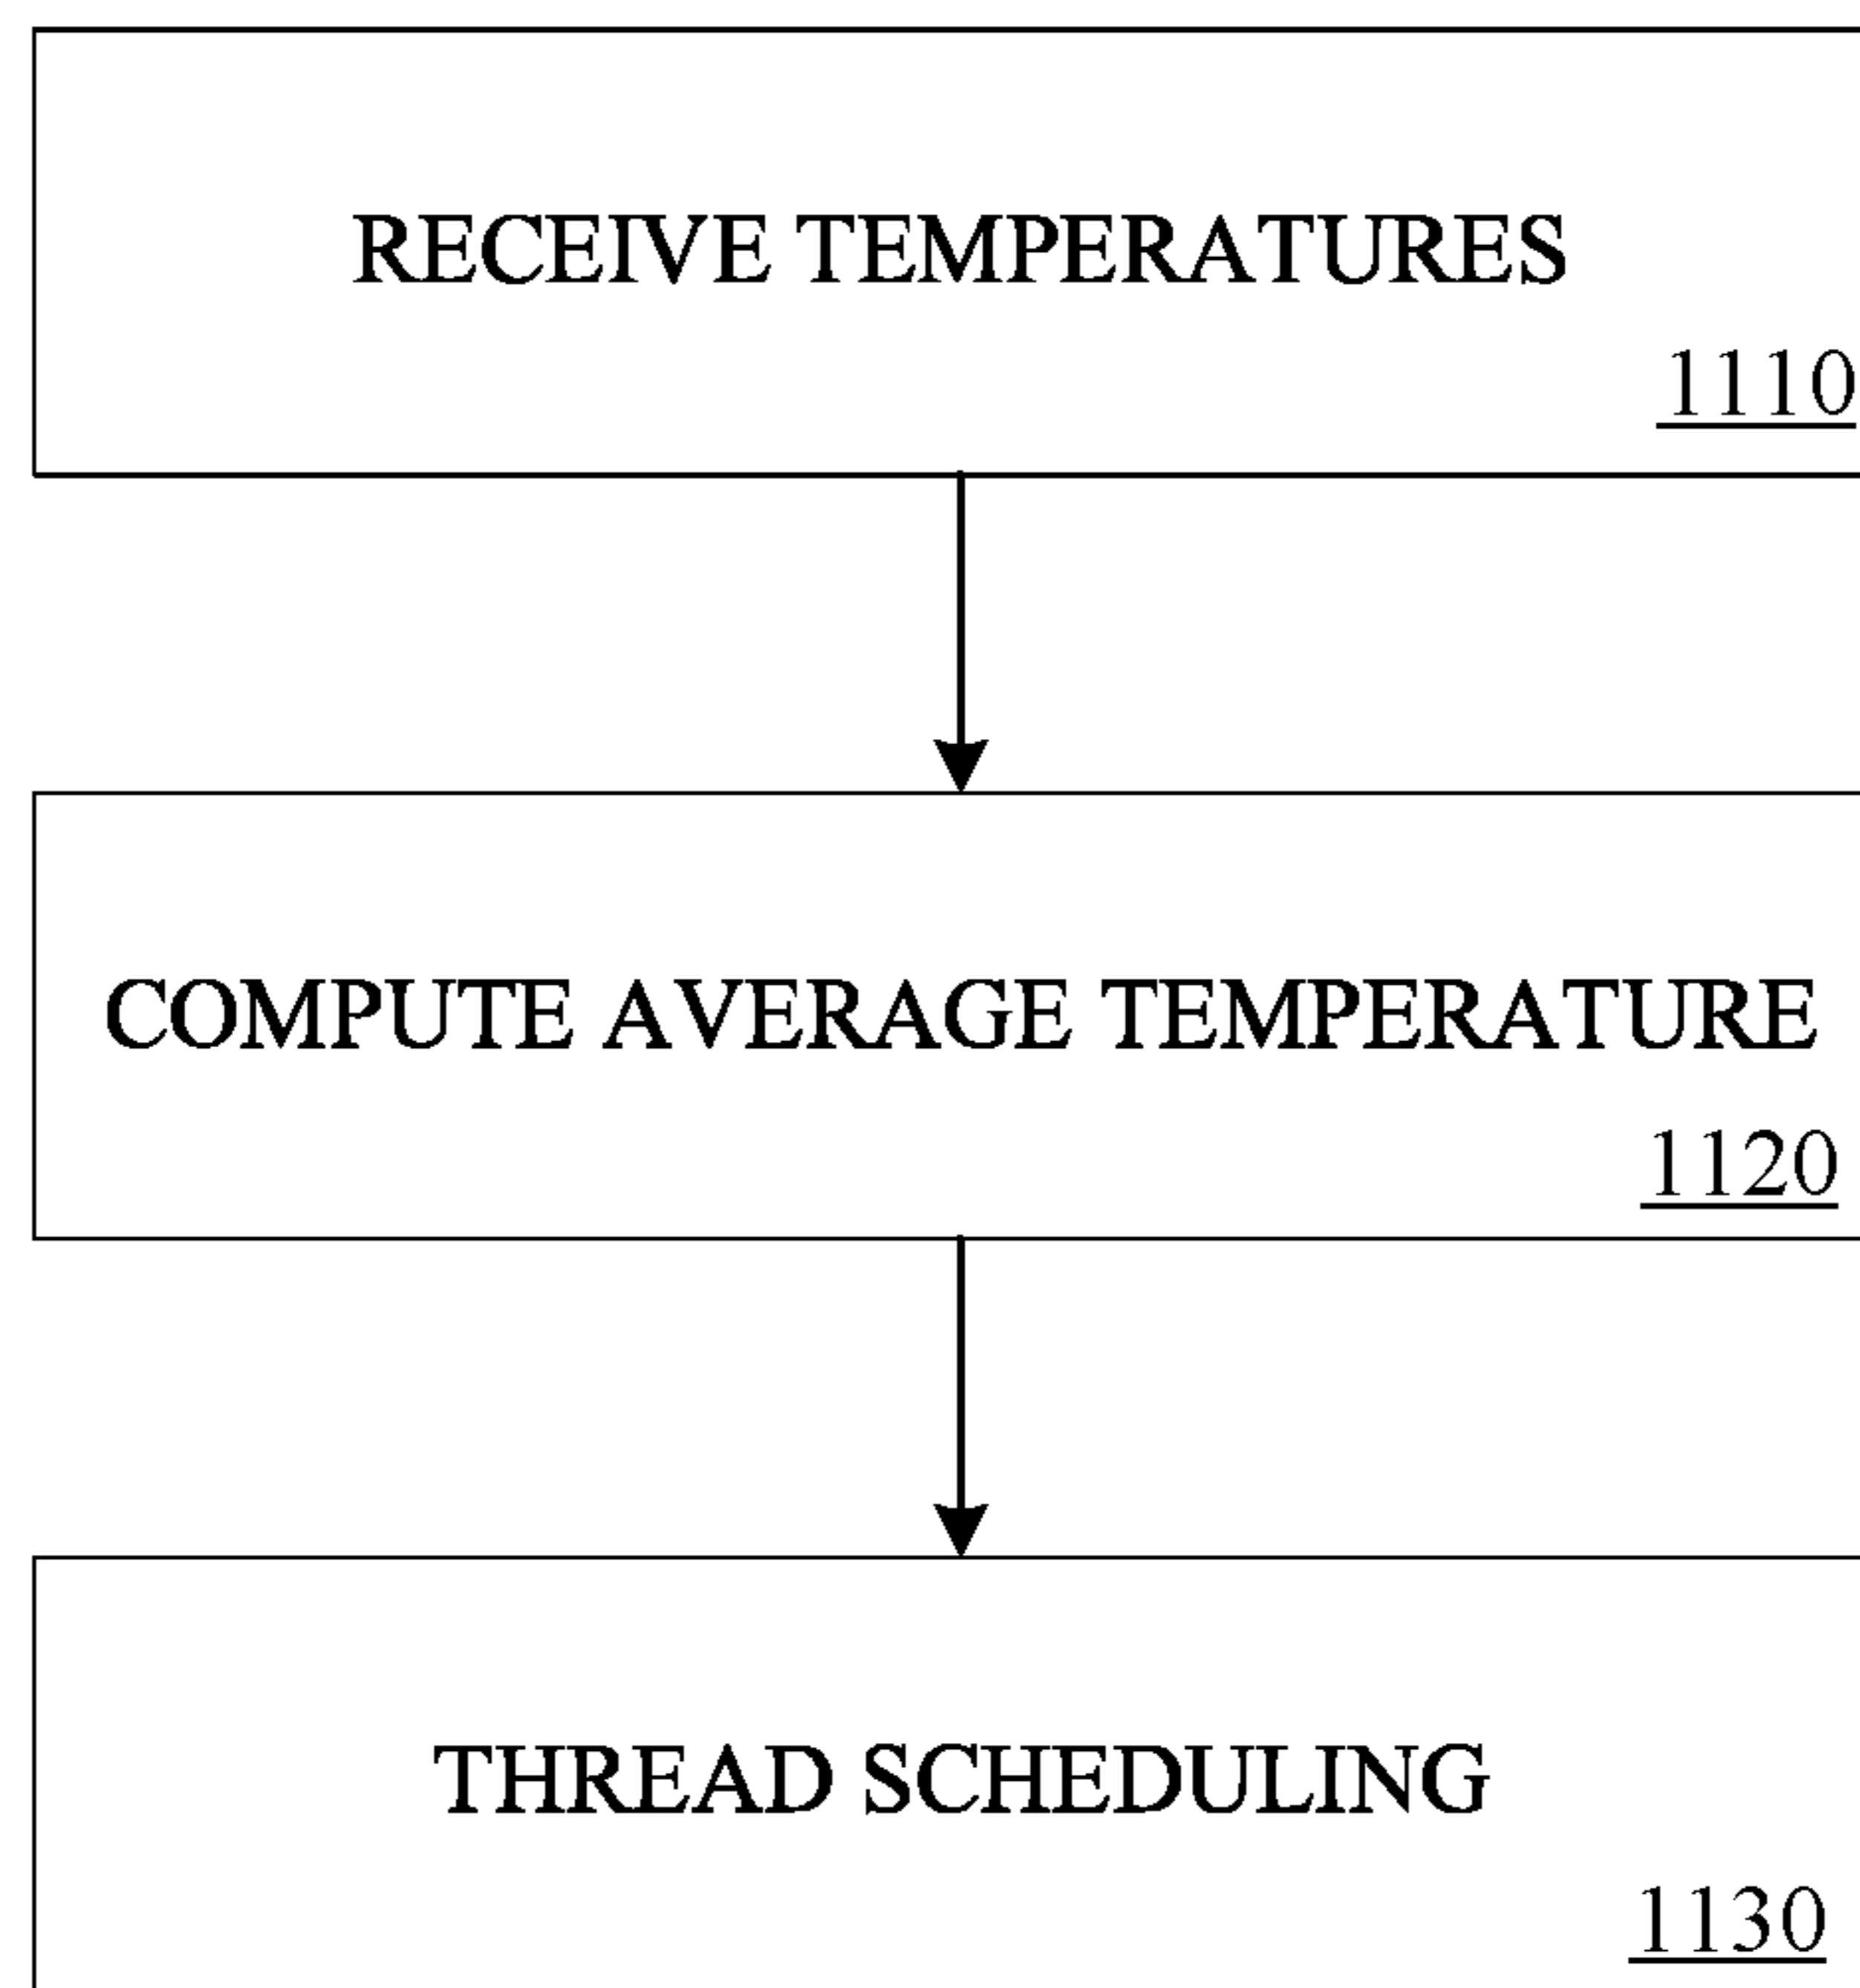 RECEIVE TEMPERATURES
1110
COMPUTE AVERAGE TEMPERATURE
1120
THREAD SCHEDULING
1130